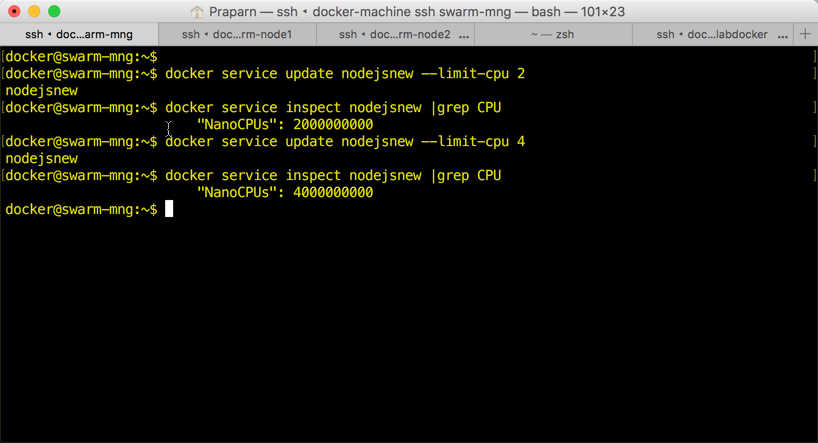 Praparn — ssh ◂ docker-machine ssh swarm-mng — bash — 101×23
ssh ◂ doc...arm-mng
ssh ◂ doc...rm-node1
ssh ◂ doc...rm-node2 ...
~ — zsh
ssh ◂ doc...labdocker ...
+
[docker@swarm-mng:~$ ]
[docker@swarm-mng:~$ docker service update nodejsnew --limit-cpu 2 ]
nodejsnew
[docker@swarm-mng:~$ docker service inspect nodejsnew |grep CPU ]
"NanoCPUs": 2000000000
[docker@swarm-mng:~$ docker service update nodejsnew --limit-cpu 4 ]
nodejsnew
[docker@swarm-mng:~$ docker service inspect nodejsnew |grep CPU ]
"NanoCPUs": 4000000000
docker@swarm-mng:~$